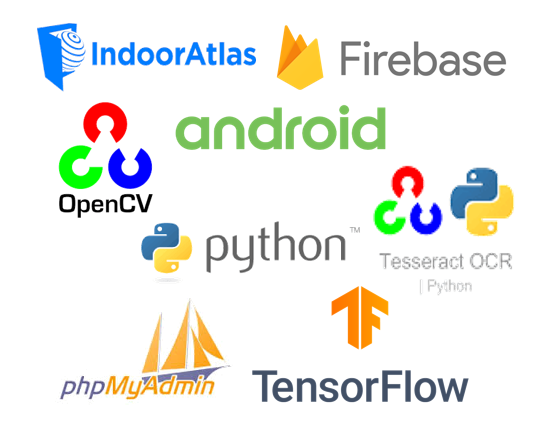 IndoorAtlas
Firebase
android
OpenCV
python™
Tesseract OCR
| Python
phpMyAdmin
TensorFlow